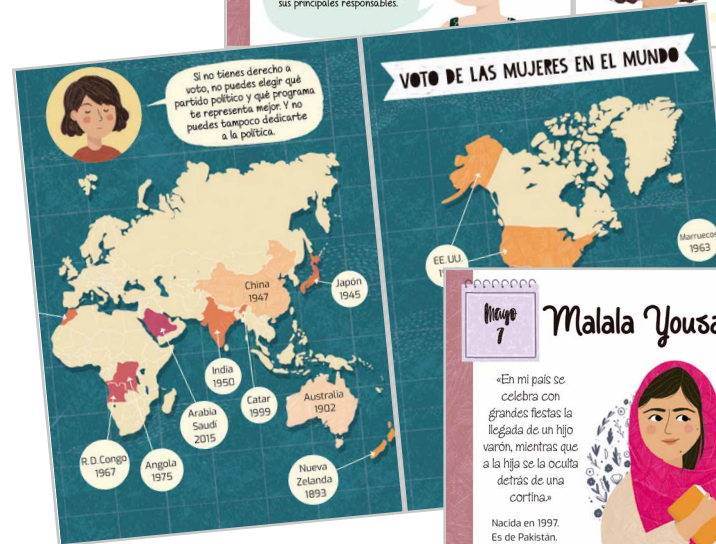 sus principales responsables.
Si no tienes derecho a
voto, no puedes elegir qué
partido político y qué programa
te representa mejor. Y no
puedes tampoco dedicarte
a la política.
China
1947
Japón
1945
India
1950
Catar
1999
Australia
1902
Arabia
Saudí
2015
R.D. Congo
1967
Angola
1975
Nueva
Zelanda
1893
VOTO DE LAS MUJERES EN EL MUNDO
EE. UU.
Marruecos
1963
Mayo
7
Malala
«En mi país se
celebra con
grandes fiestas la
llegada de un hijo
varón, mientras que
a la hija se la oculta
detrás de una
cortina.»
Nacida en 1997.
Es de Pakistán.